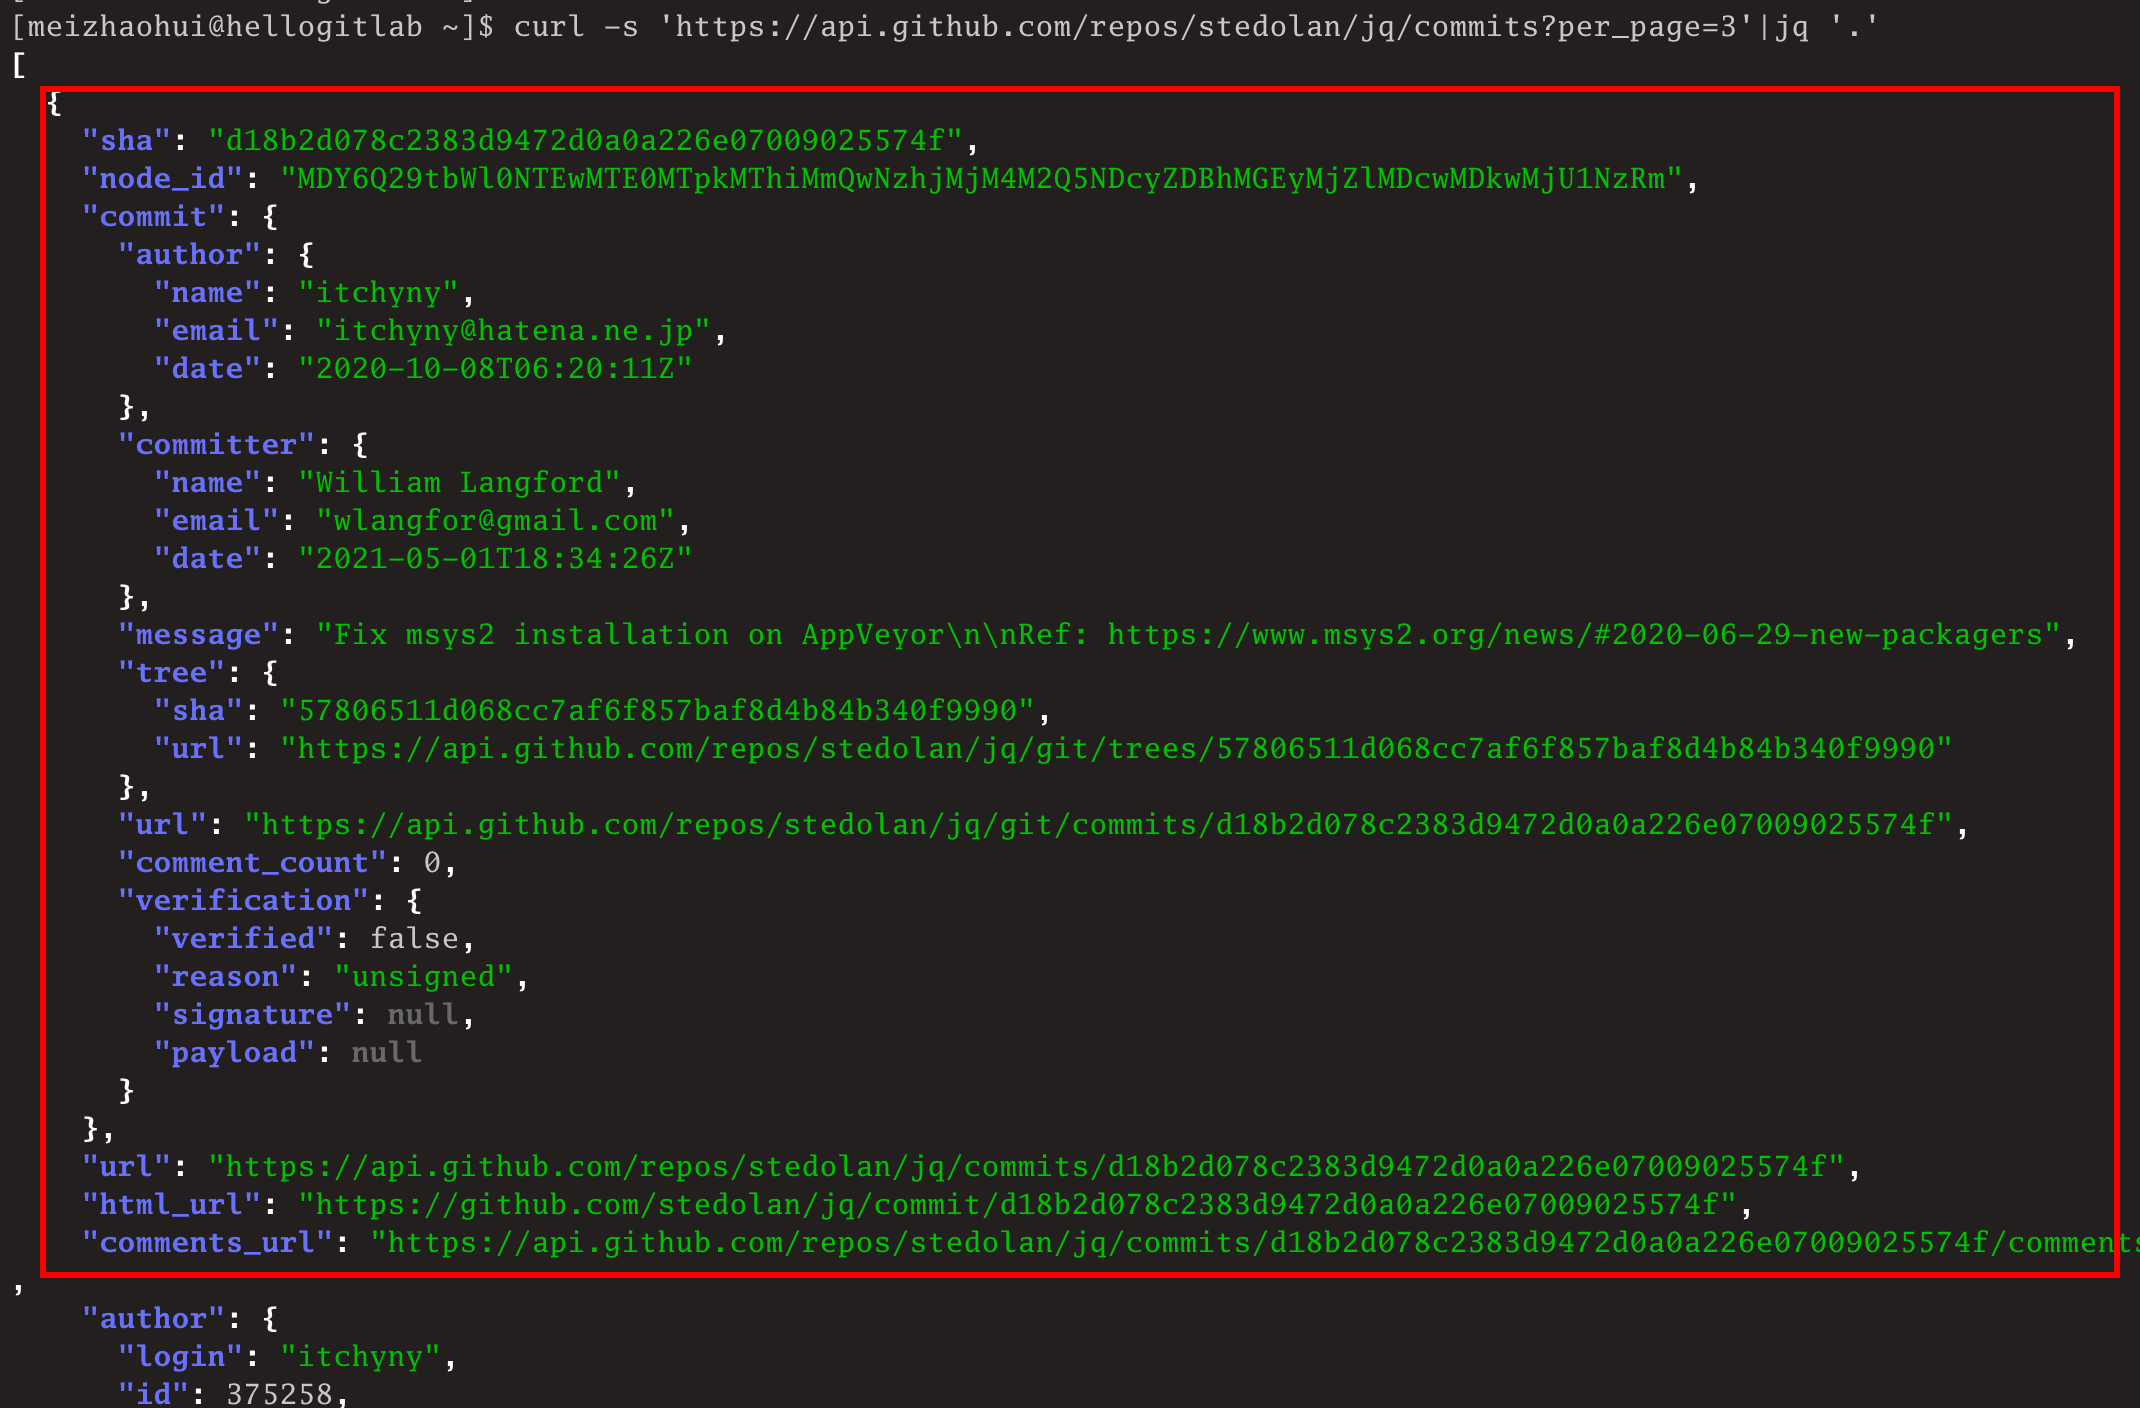 [meizhaohui@hellogitlab ~]$ curl -s 'https://api.github.com/repos/stedolan/jq/commits?per_page=3'|jq '.'
[
  {
    "sha": "d18b2d078c2383d9472d0a0a226e07009025574f",
    "node_id": "MDY6Q29tbWl0NTEwMTE0MTpkMThiMmQwNzhjMjM4M2Q5NDcyZDBhMGEyMjZlMDcwMDkwMjU1NzRm",
    "commit": {
      "author": {
        "name": "itchyny",
        "email": "itchyny@hatena.ne.jp",
        "date": "2020-10-08T06:20:11Z"
      },
      "committer": {
        "name": "William Langford",
        "email": "wlangfor@gmail.com",
        "date": "2021-05-01T18:34:26Z"
      },
      "message": "Fix msys2 installation on AppVeyor\n\nRef: https://www.msys2.org/news/#2020-06-29-new-packagers",
      "tree": {
        "sha": "57806511d068cc7af6f857baf8d4b84b340f9990",
        "url": "https://api.github.com/repos/stedolan/jq/git/trees/57806511d068cc7af6f857baf8d4b84b340f9990"
      },
      "url": "https://api.github.com/repos/stedolan/jq/git/commits/d18b2d078c2383d9472d0a0a226e07009025574f",
      "comment_count": 0,
      "verification": {
        "verified": false,
        "reason": "unsigned",
        "signature": null,
        "payload": null
      }
    },
    "url": "https://api.github.com/repos/stedolan/jq/commits/d18b2d078c2383d9472d0a0a226e07009025574f",
    "html_url": "https://github.com/stedolan/jq/commit/d18b2d078c2383d9472d0a0a226e07009025574f",
    "comments_url": "https://api.github.com/repos/stedolan/jq/commits/d18b2d078c2383d9472d0a0a226e07009025574f/comments
,
    "author": {
      "login": "itchyny",
      "id": 375258,